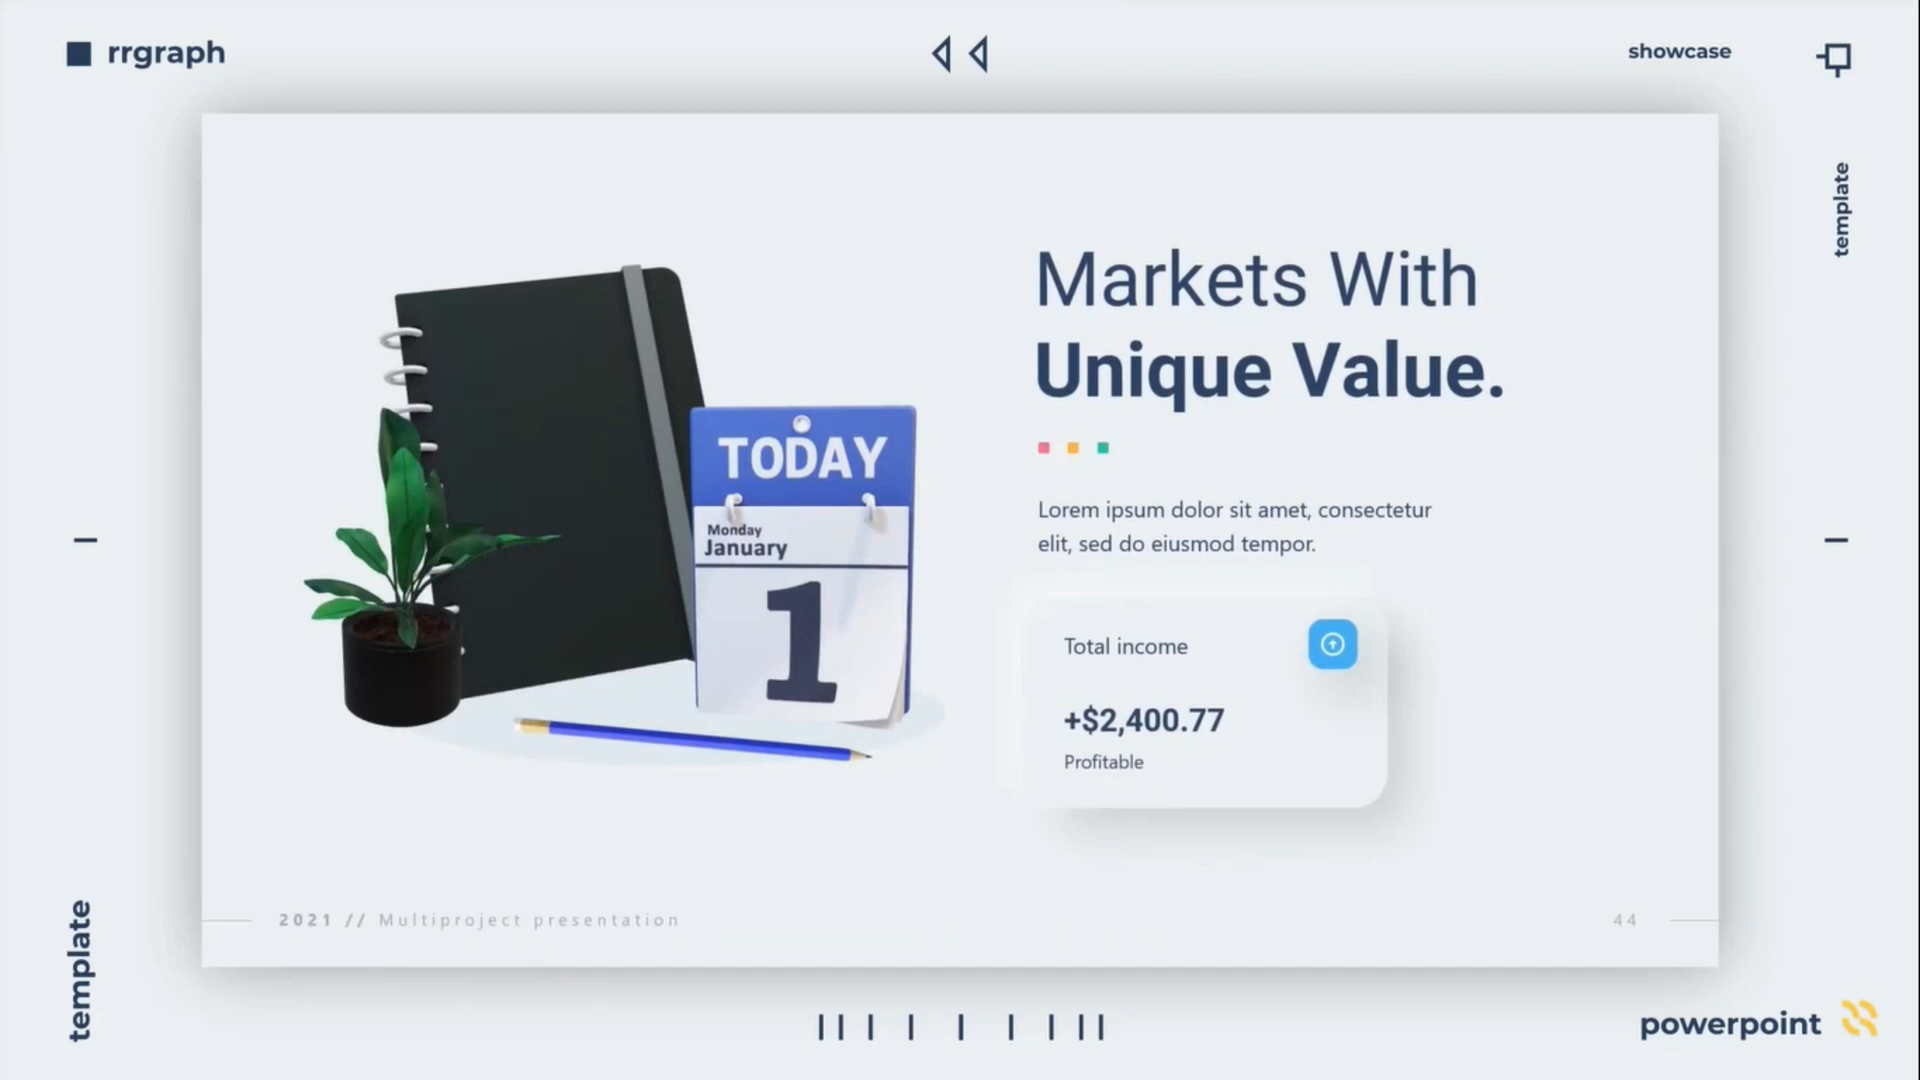 rrgraph
showcase
template
Markets With
Unique Value.
TODAY
Monday
January
1
Lorem ipsum dolor sit amet, consectetur
elit, sed do eiusmod tempor.
Total income
+$2,400.77
Profitable
2021 // Multiproject presentation
44
template
powerpoint